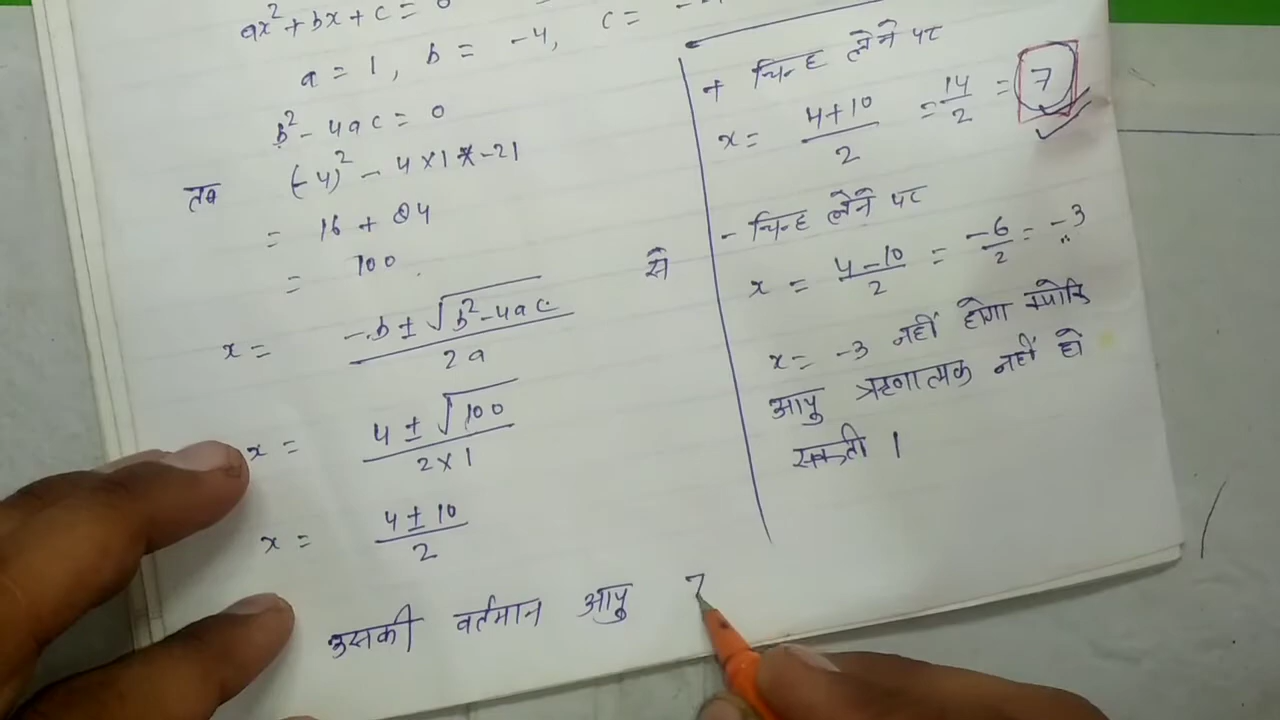 ax² + bx + c = 0
a = 1, b = -4, c = -21
b² - 4ac = 0
तब (-4)² - 4×1×-21
= 16 + 84
= 100
x = -b ± √b² - 4ac / 2a से
x = 4 ± √100 / 2×1
x = 4 ± 10 / 2
+ चिन्ह लेने पर
x = 4+10 / 2 = 14/2 = 7
- चिन्ह लेने पर
x = 4-10 / 2 = -6/2 = -3
x = -3 नहीं होगा क्योंकि
आयु ऋणात्मक नहीं हो
सकती ।
उसकी वर्तमान आयु 7